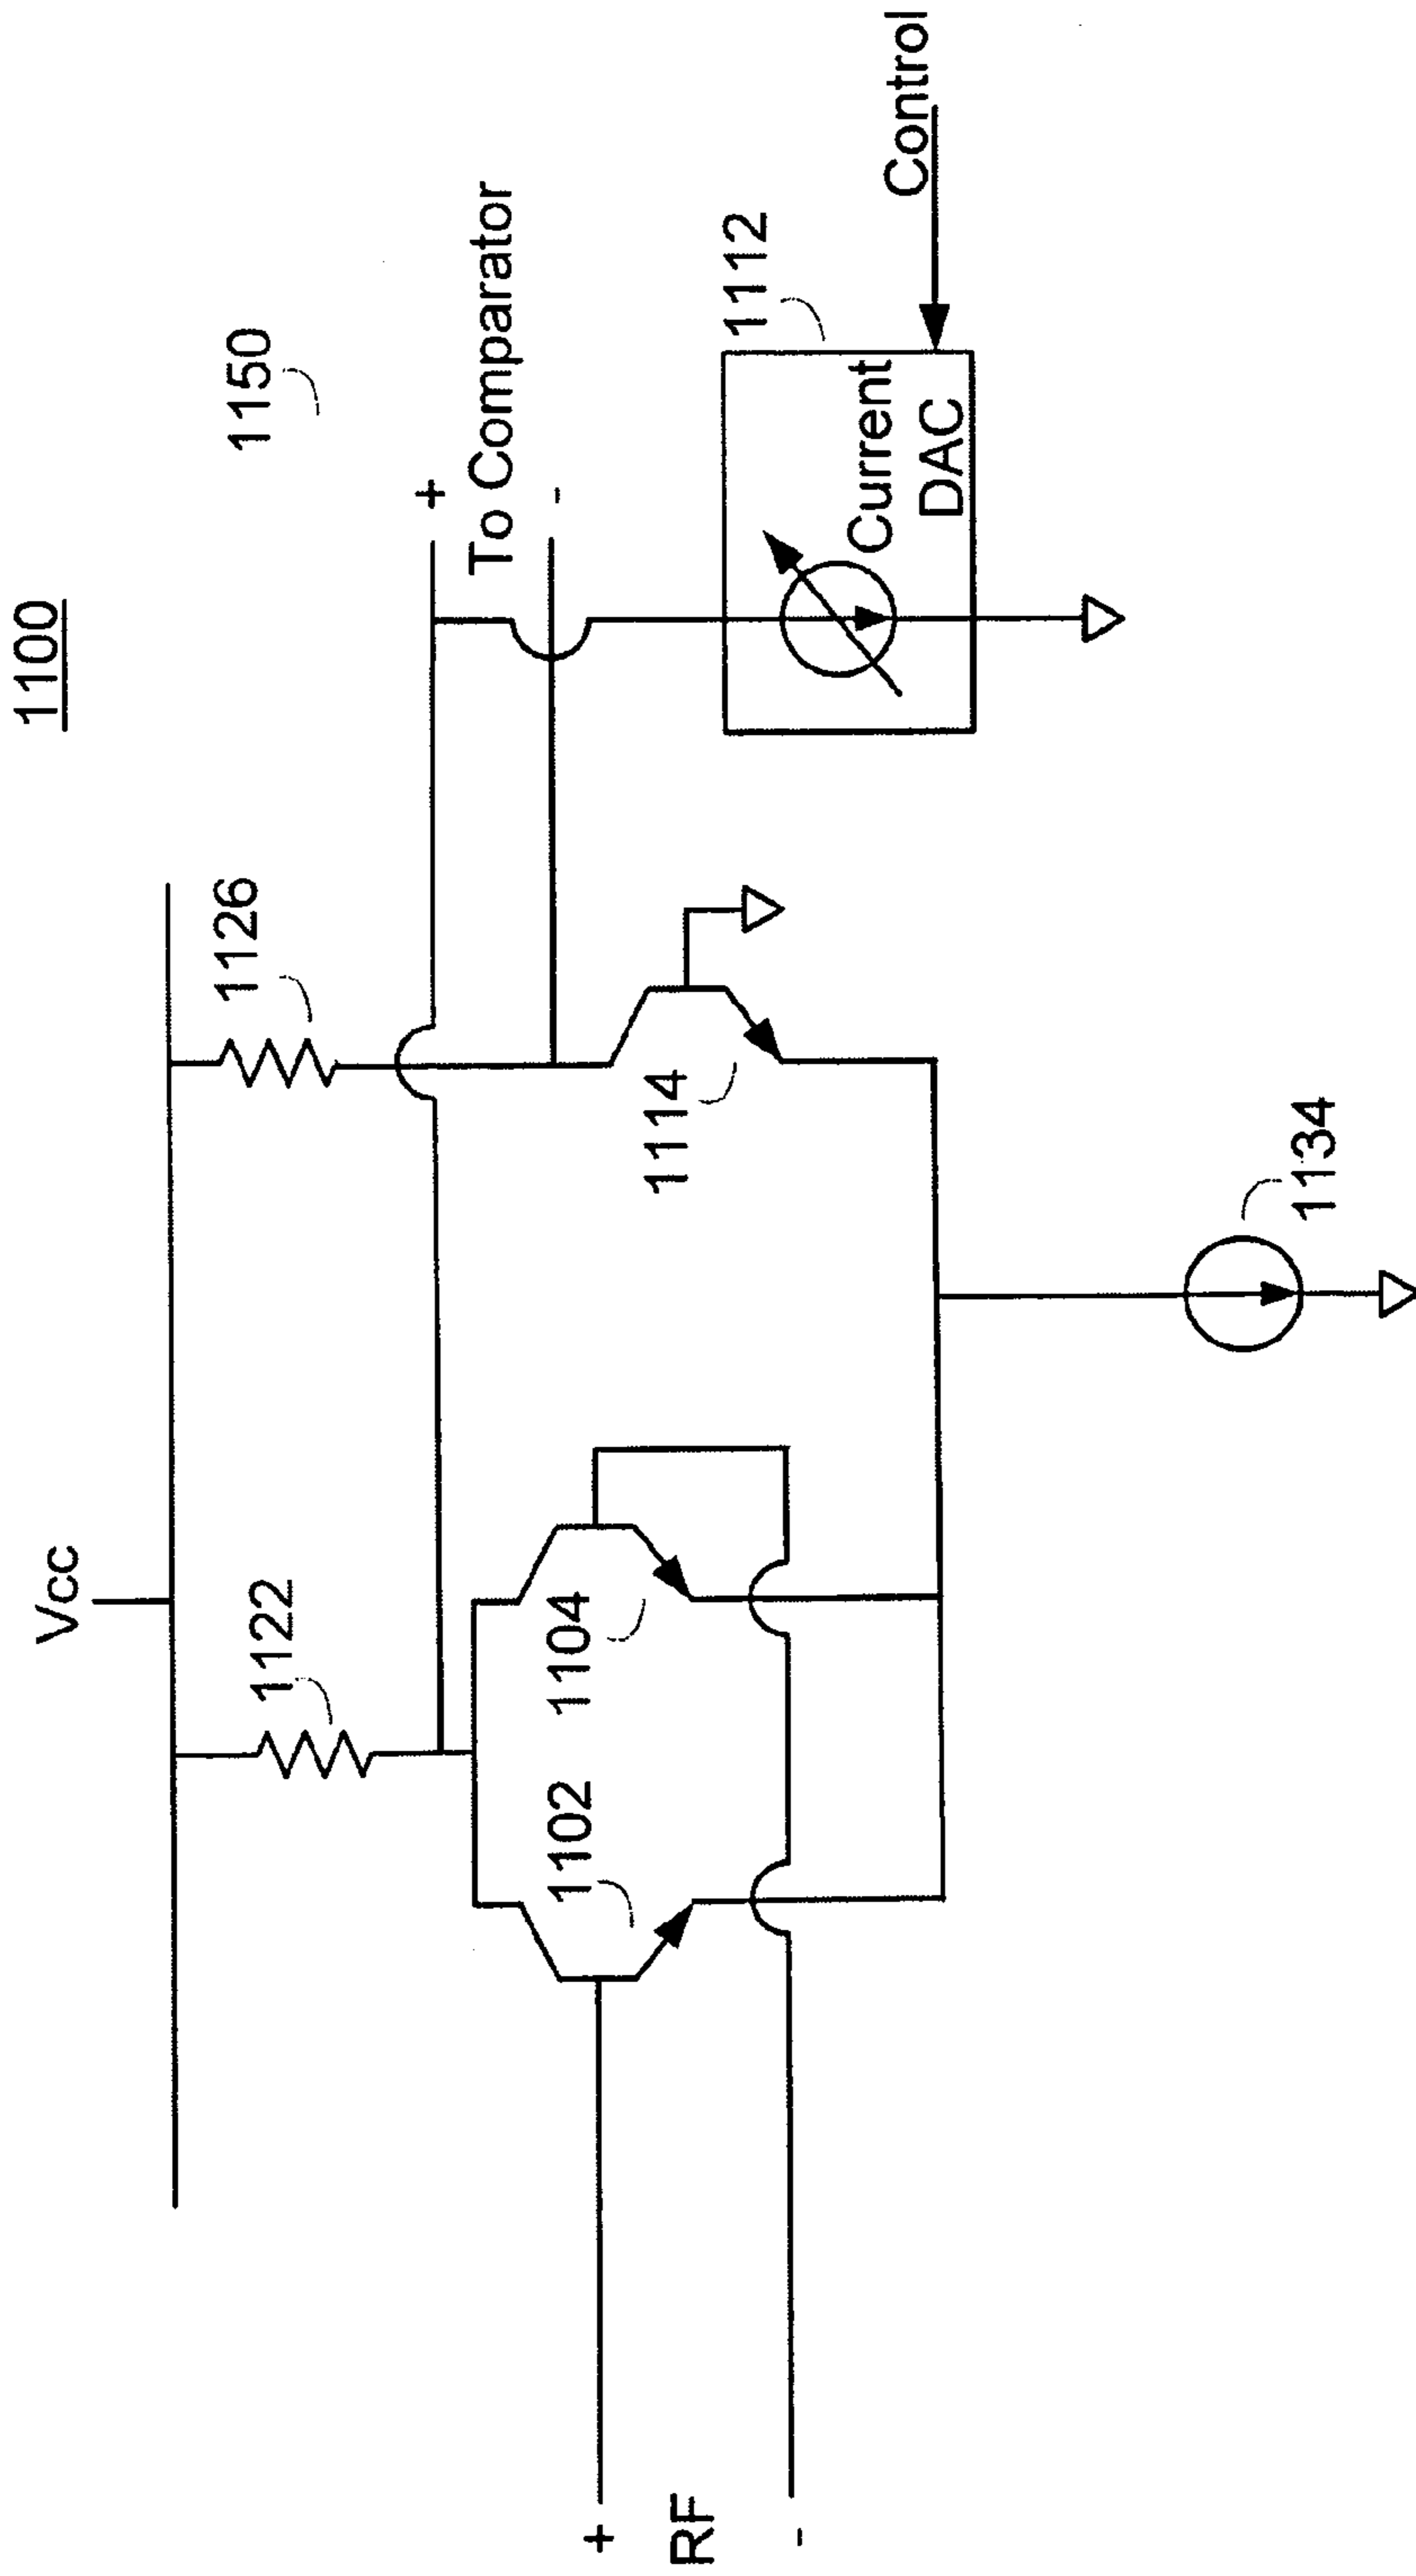 1100
Vcc
1150
1122
1126
+
To Comparator
-
1102
1104
1114
1112
Current
DAC
Control
+
RF
-
1134